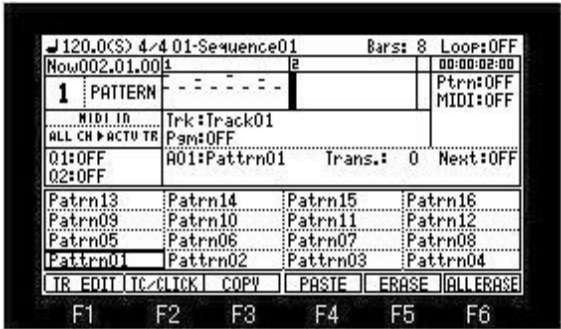 ♩120.0(S) 4/4 01-Sequence01 Bars: 8 Loop:OFF
Now002.01.00 1 2 00:00:02:00
1 PATTERN Ptrn:OFF
MIDI:OFF
MIDI IN Trk:Track01
ALL CH▶ACTV TR Pgm:OFF
Q1:OFF A01:Pattrn01 Trans.: 0 Next:OFF
Q2:OFF
Patrn13 Patrn14 Patrn15 Patrn16
Patrn09 Patrn10 Patrn11 Patrn12
Patrn05 Patrn06 Patrn07 Patrn08
Pattrn01 Pattrn02 Pattrn03 Pattrn04
TR EDIT TC/CLICK COPY PASTE ERASE ALL ERASE
F1 F2 F3 F4 F5 F6